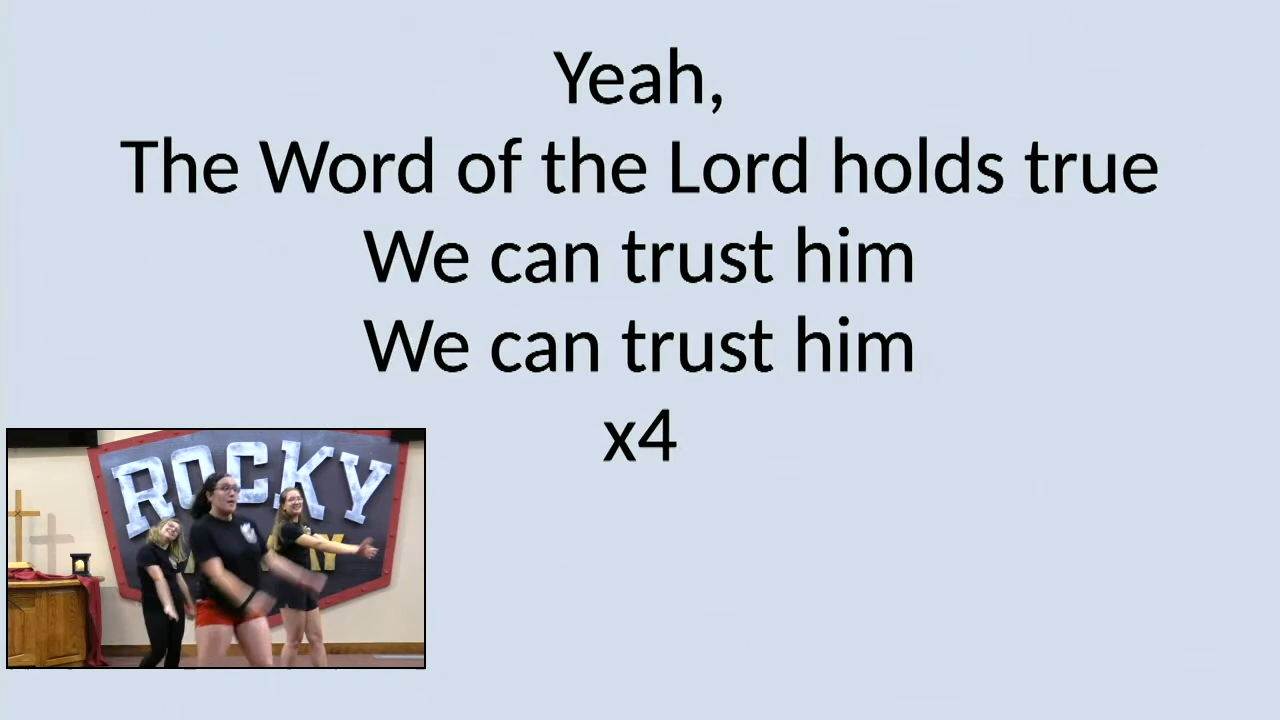 Yeah,
The Word of the Lord holds true
We can trust him
We can trust him
x4
ROCKY